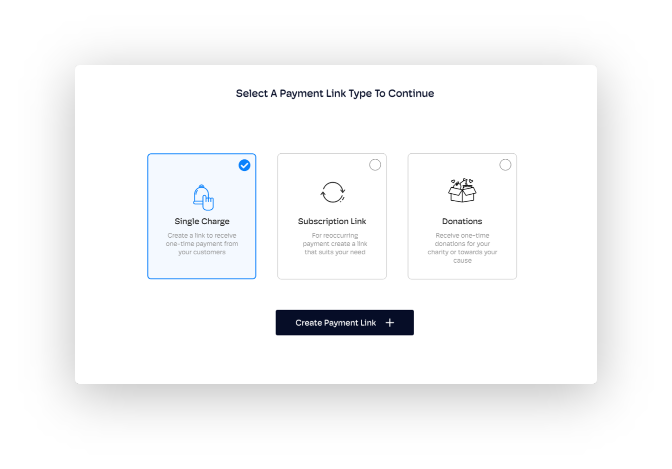 Select A Payment Link Type To Continue
Single Charge
Create a link to receive
one-time payment from
your customers
Subscription Link
For reoccurring
payment create a link
that suits your need
Donations
Receive one-time
donations for your
charity or towards your
cause
Create Payment Link